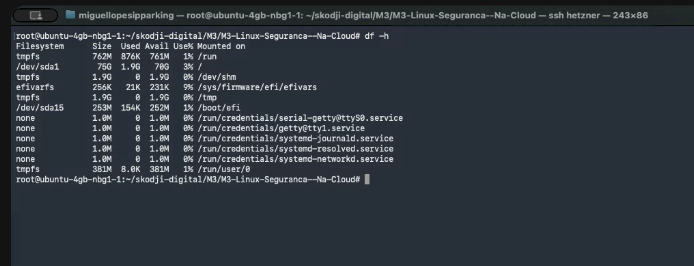 miguellopesipparking — root@ubuntu-4gb-nbg1-1: ~/skodji-digital/M3/M3-Linux-Seguranca--Na-Cloud — ssh hetzner — 243×86
root@ubuntu-4gb-nbg1-1:~/skodji-digital/M3/M3-Linux-Seguranca--Na-Cloud# df -h
Filesystem Size Used Avail Use% Mounted on
tmpfs 762M 876K 761M 1% /run
/dev/sda1 75G 1.9G 70G 3% /
tmpfs 1.9G 0 1.9G 0% /dev/shm
efivarfs 256K 21K 231K 9% /sys/firmware/efi/efivars
tmpfs 1.9G 0 1.9G 0% /tmp
/dev/sda15 253M 154K 252M 1% /boot/efi
none 1.0M 0 1.0M 0% /run/credentials/serial-getty@ttyS0.service
none 1.0M 0 1.0M 0% /run/credentials/getty@tty1.service
none 1.0M 0 1.0M 0% /run/credentials/systemd-journald.service
none 1.0M 0 1.0M 0% /run/credentials/systemd-resolved.service
none 1.0M 0 1.0M 0% /run/credentials/systemd-networkd.service
tmpfs 381M 8.0K 381M 1% /run/user/0
root@ubuntu-4gb-nbg1-1:~/skodji-digital/M3/M3-Linux-Seguranca--Na-Cloud#